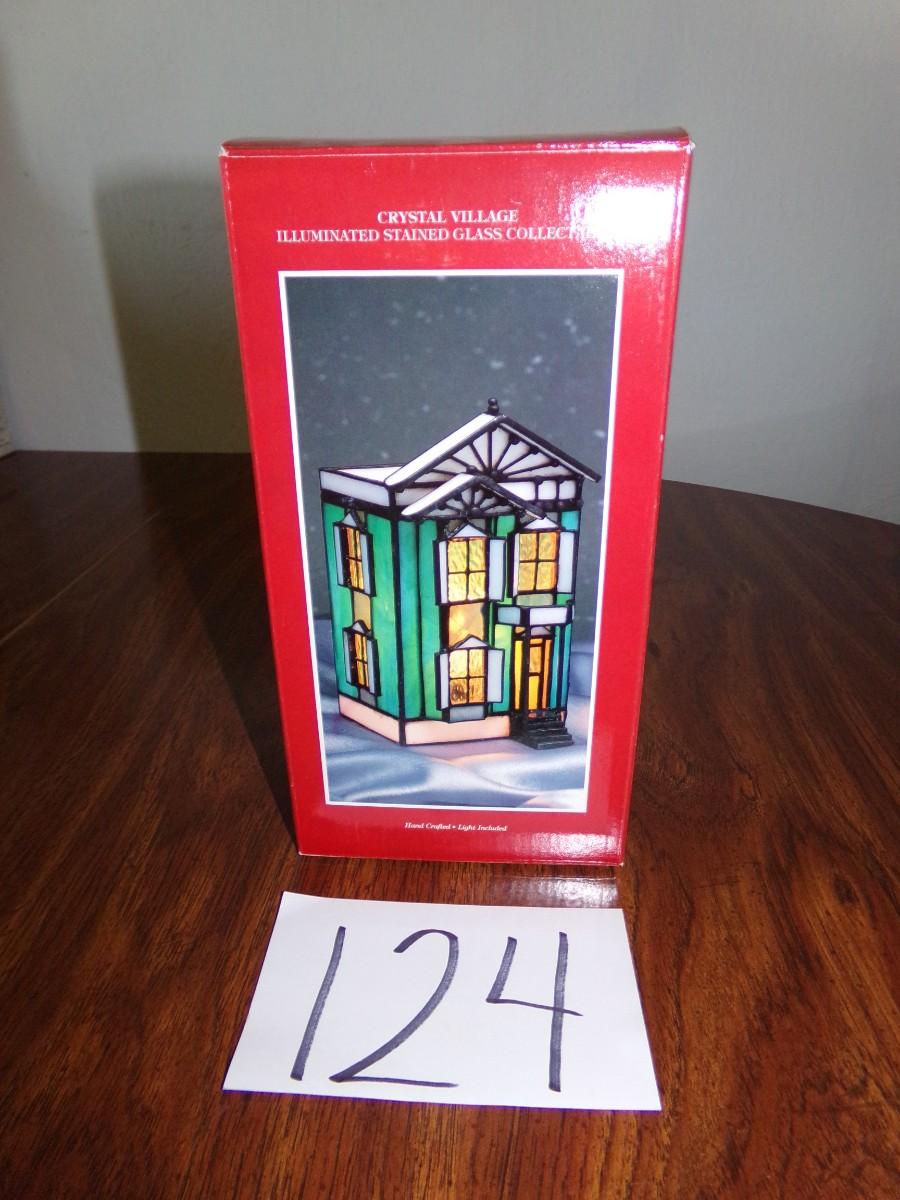 CRYSTAL VILLAGE
ILLUMINATED STAINED GLASS COLLECT
Hand Crafted • Light Included
124